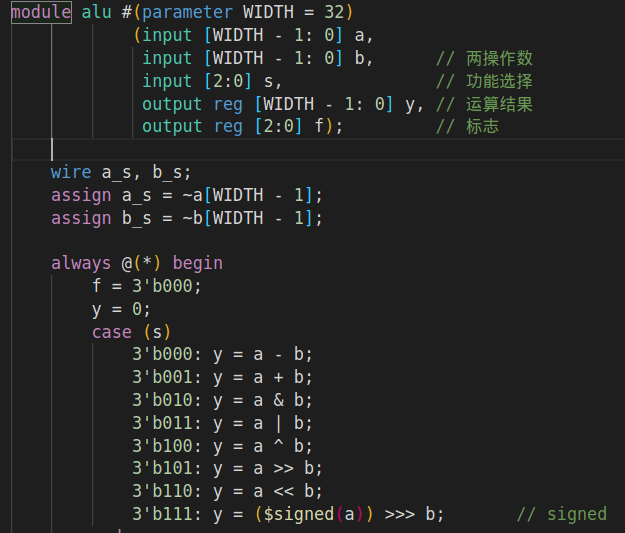 module alu #(parameter WIDTH = 32)
(input [WIDTH - 1: 0] a,
input [WIDTH - 1: 0] b, // 两操作数
input [2:0] s, // 功能选择
output reg [WIDTH - 1: 0] y, // 运算结果
output reg [2:0] f); // 标志
wire a_s, b_s;
assign a_s = ~a[WIDTH - 1];
assign b_s = ~b[WIDTH - 1];
always @(*) begin
f = 3'b000;
y = 0;
case (s)
3'b000: y = a - b;
3'b001: y = a + b;
3'b010: y = a & b;
3'b011: y = a | b;
3'b100: y = a ^ b;
3'b101: y = a >> b;
3'b110: y = a << b;
3'b111: y = ($signed(a)) >>> b; // signed